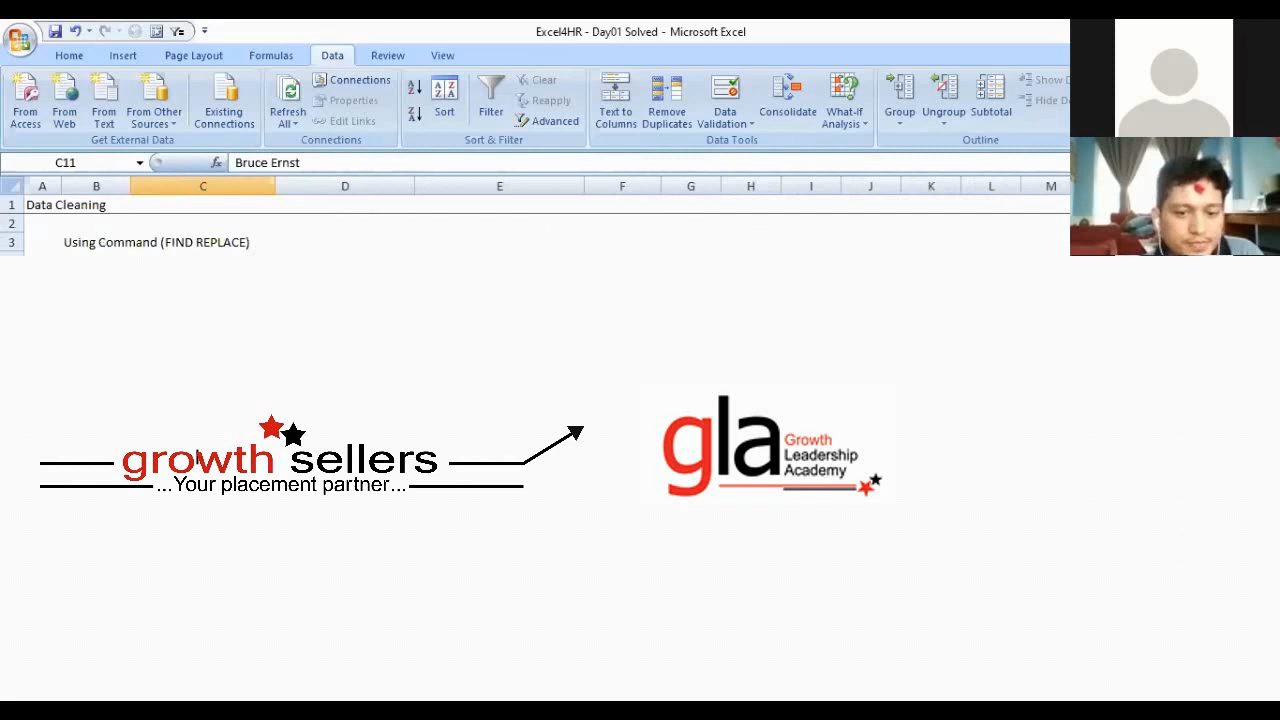 Excel4HR - Day01 Solved - Microsoft Excel
Home Insert Page Layout Formulas Data Review View
From Access
From Web
From Text
From Other Sources
Existing Connections
Get External Data
Refresh All
Connections
Properties
Edit Links
Connections
Sort
Filter
Clear
Reapply
Advanced
Sort & Filter
Text to Columns
Remove Duplicates
Data Validation
Consolidate
What-If Analysis
Data Tools
Group
Ungroup
Subtotal
Show D
Hide De
Outline
C11 fx Bruce Ernst
A B C D E F G H I J K L M
1 Data Cleaning
2
3 Using Command (FIND REPLACE)
growth sellers
...Your placement partner...
gla
Growth
Leadership
Academy